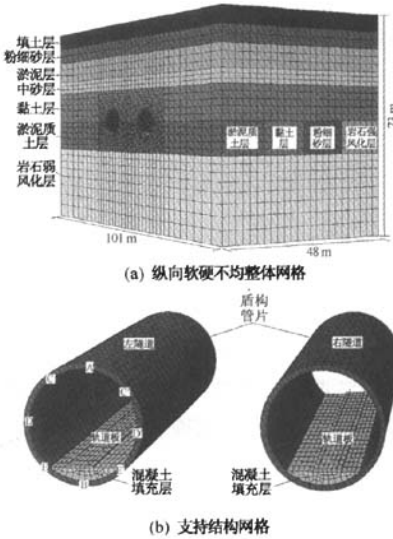 填土层
粉细砂层
淤泥层
中砂层
黏土层
淤泥质
土层
岩石弱
风化层
淤泥质
土层
黏土
层
粉细
砂层
岩石强
风化层
101 m
48 m
(a) 纵向软硬不均整体网格
盾构
管片
左隧道
右隧道
A
C
D
B
轨道板
轨道板
混凝土
填充层
混凝土
填充层
(b) 支持结构网格